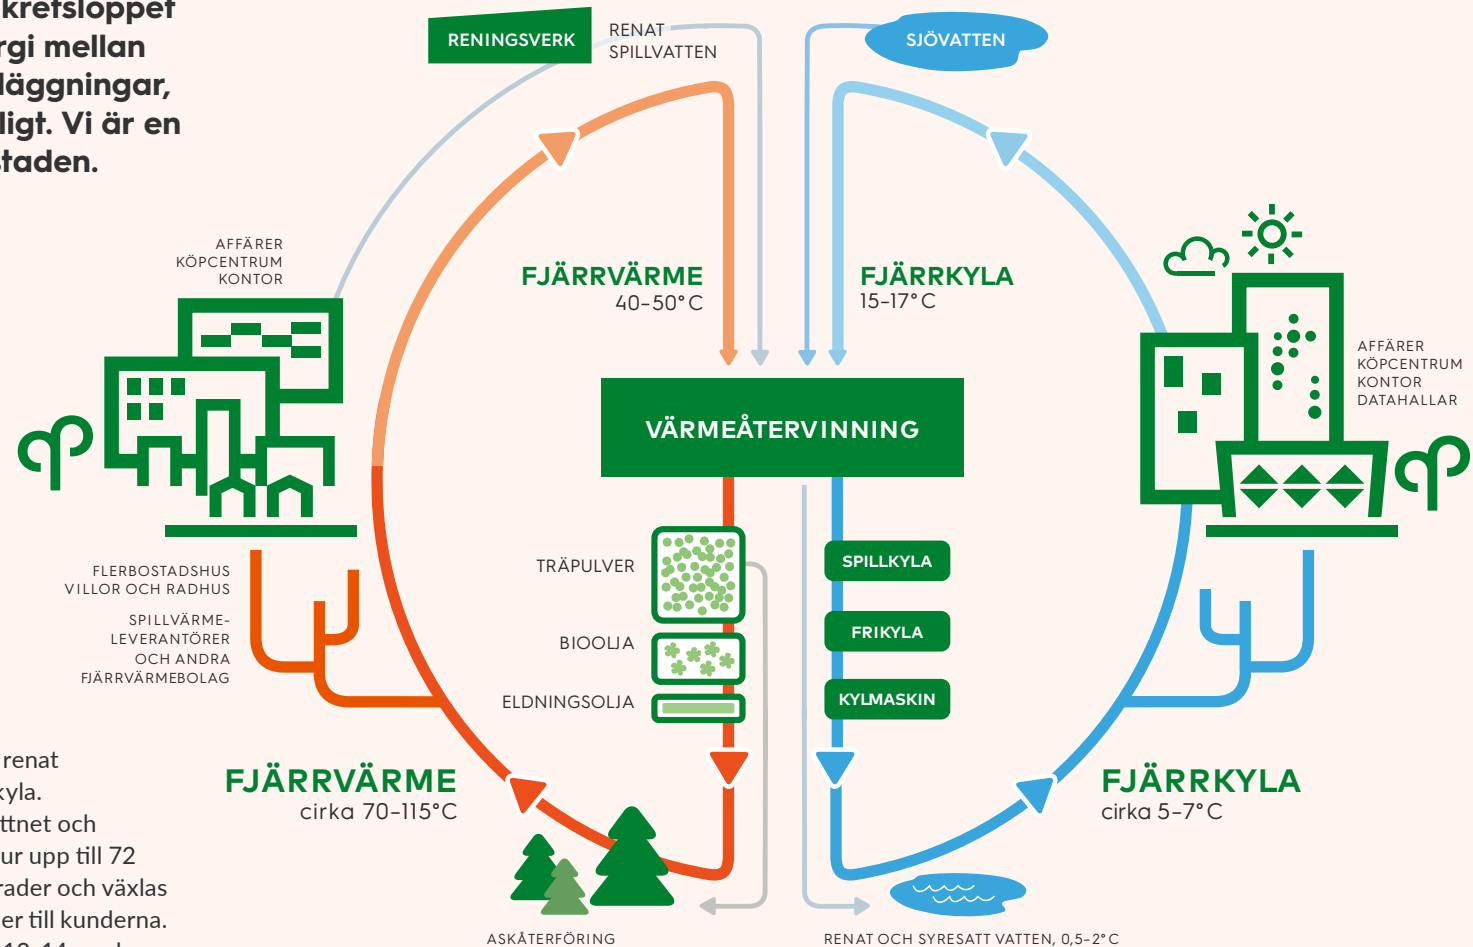 kretsloppet
rgi mellan
läggningar,
ligt. Vi är en
staden.
RENINGSVERK
RENAT
SPILLVATTEN
SJÖVATTEN
AFFÄRER
KÖPCENTRUM
KONTOR
FJÄRRVÄRME
40–50°C
FJÄRRKYLA
15–17°C
AFFÄRER
KÖPCENTRUM
KONTOR
DATAHALLAR
VÄRMEÅTERVINNING
FLERBOSTADSHUS
VILLOR OCH RADHUS
SPILLVÄRME-
LEVERANTÖRER
OCH ANDRA
FJÄRRVÄRMEBOLAG
TRÄPULVER
BIOOLJA
ELDNINGSOLJA
SPILLKYLA
FRIKYLA
KYLMASKIN
FJÄRRVÄRME
cirka 70–115°C
FJÄRRKYLA
cirka 5–7°C
renat
kyla.
ttnet och
ur upp till 72
rader och växlas
er till kunderna.
ASKÅTERFÖRING
RENAT OCH SYRESATT VATTEN, 0,5–2°C